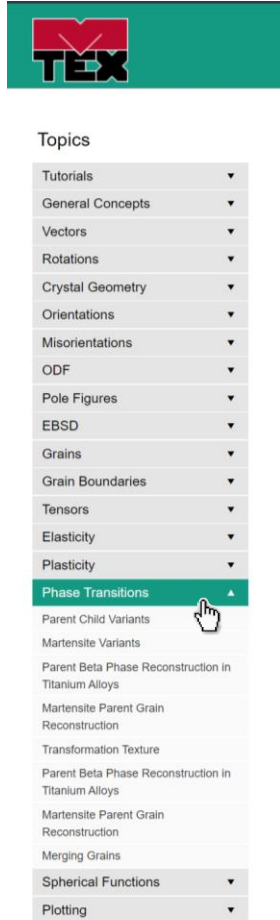 M
TEX
Topics
Tutorials
General Concepts
Vectors
Rotations
Crystal Geometry
Orientations
Misorientations
ODF
Pole Figures
EBSD
Grains
Grain Boundaries
Tensors
Elasticity
Plasticity
Phase Transitions
Parent Child Variants
Martensite Variants
Parent Beta Phase Reconstruction in
Titanium Alloys
Martensite Parent Grain
Reconstruction
Transformation Texture
Parent Beta Phase Reconstruction in
Titanium Alloys
Martensite Parent Grain
Reconstruction
Merging Grains
Spherical Functions
Plotting